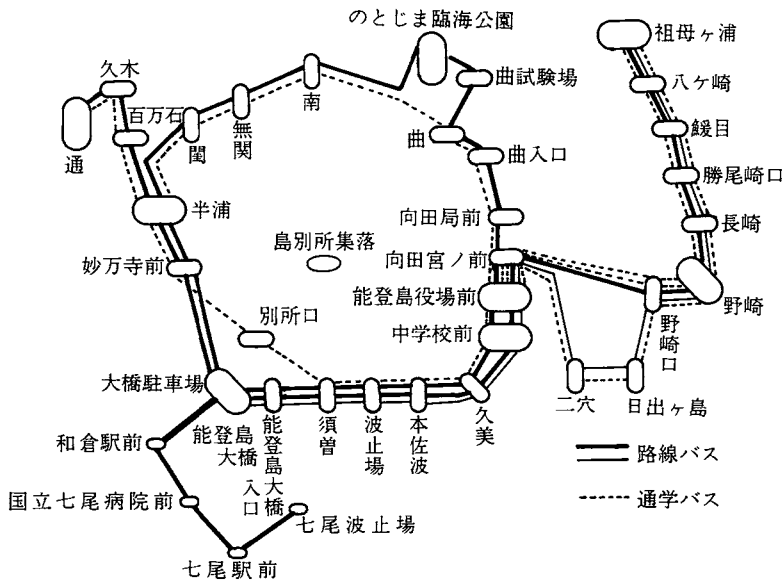 のとじま臨海公園
祖母ヶ浦
久木
曲試験場
八ケ崎
百万石
南
無関
閨
鰀目
通
曲
曲入口
勝尾崎口
半浦
向田局前
長崎
島別所集落
向田宮ノ前
妙万寺前
能登島役場前
野崎
別所口
中学校前
野崎口
大橋駐車場
二穴
日出ヶ島
能登島大橋
能登島大橋入口
須曽
波止場
本佐波
久美
和倉駅前
路線バス
国立七尾病院前
通学バス
七尾波止場
七尾駅前